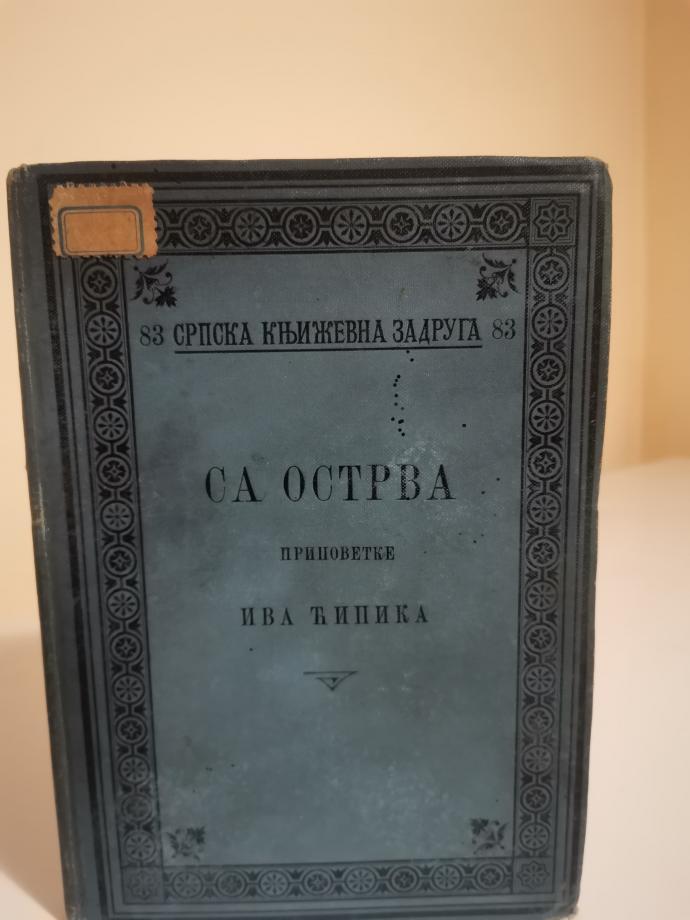 83 СРПСКА КЊИЖЕВНА ЗАДРУГА 83
СА ОСТРВА
ПРИПОВЕТКЕ
ИВА ЋИПИКА